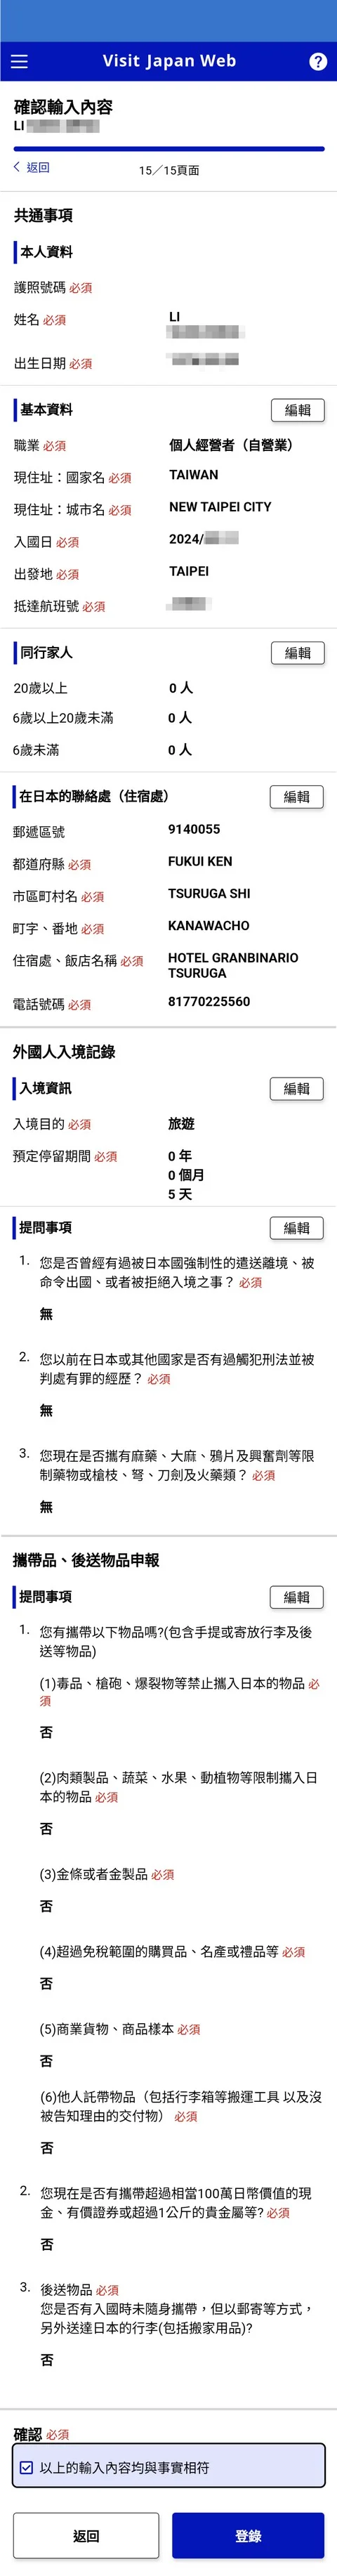 Visit Japan Web
確認輸入內容
LI
返回
15／15頁面
共通事項
本人資料
護照號碼 必須
姓名 必須
LI
出生日期 必須
基本資料
編輯
職業 必須
個人經營者（自營業）
現住址：國家名 必須
TAIWAN
現住址：城市名 必須
NEW TAIPEI CITY
入國日 必須
2024/
出發地 必須
TAIPEI
抵達航班號 必須
同行家人
編輯
20歲以上
0 人
6歲以上20歲未滿
0 人
6歲未滿
0 人
在日本的聯絡處（住宿處）
編輯
郵遞區號
9140055
都道府縣 必須
FUKUI KEN
市區町村名 必須
TSURUGA SHI
町字、番地 必須
KANAWACHO
住宿處、飯店名稱 必須
HOTEL GRANBINARIO
TSURUGA
電話號碼 必須
81770225560
外國人入境記錄
入境資訊
編輯
入境目的 必須
旅遊
預定停留期間 必須
0 年
0 個月
5 天
提問事項
編輯
1. 您是否曾經有過被日本國強制性的遣送離境、被
命令出國、或者被拒絕入境之事？ 必須
無
2. 您以前在日本或其他國家是否有過觸犯刑法並被
判處有罪的經歷？ 必須
無
3. 您現在是否攜有麻藥、大麻、鴉片及興奮劑等限
制藥物或槍枝、弩、刀劍及火藥類？ 必須
無
攜帶品、後送物品申報
提問事項
編輯
1. 您有攜帶以下物品嗎?(包含手提或寄放行李及後
送等物品)
(1)毒品、槍砲、爆裂物等禁止攜入日本的物品 必
須
否
(2)肉類製品、蔬菜、水果、動植物等限制攜入日
本的物品 必須
否
(3)金條或者金製品 必須
否
(4)超過免稅範圍的購買品、名產或禮品等 必須
否
(5)商業貨物、商品樣本 必須
否
(6)他人託帶物品（包括行李箱等搬運工具 以及沒
被告知理由的交付物） 必須
否
2. 您現在是否有攜帶超過相當100萬日幣價值的現
金、有價證券或超過1公斤的貴金屬等? 必須
否
3. 後送物品 必須
您是否有入國時未隨身攜帶，但以郵寄等方式，
另外送達日本的行李(包括搬家用品)?
否
確認 必須
以上的輸入內容均與事實相符
返回
登錄